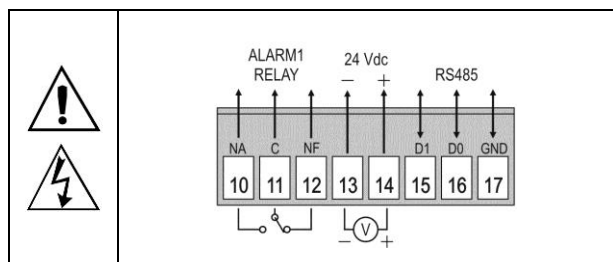 ALARM1 24 Vdc
RELAY − + RS485
NA C NF D1 D0 GND
10 11 12 13 14 15 16 17
− V +